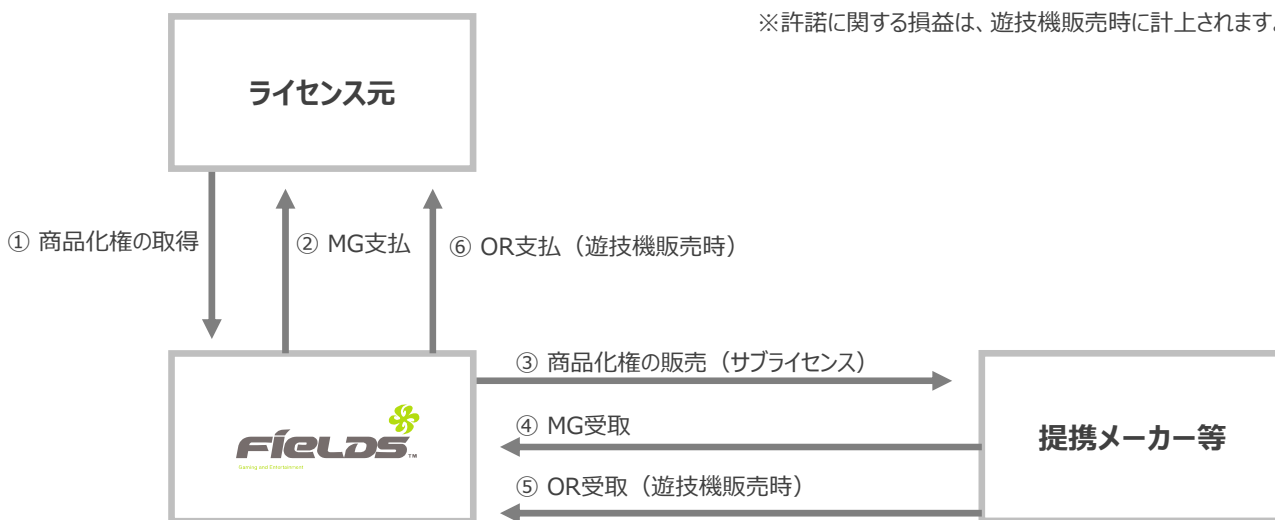 ※許諾に関する損益は、遊技機販売時に計上されます。
ライセンス元
① 商品化権の取得
② MG支払
⑥ OR支払（遊技機販売時）
③ 商品化権の販売（サブライセンス）
④ MG受取
⑤ OR受取（遊技機販売時）
FIELDS™
Gaming and Entertainment
提携メーカー等